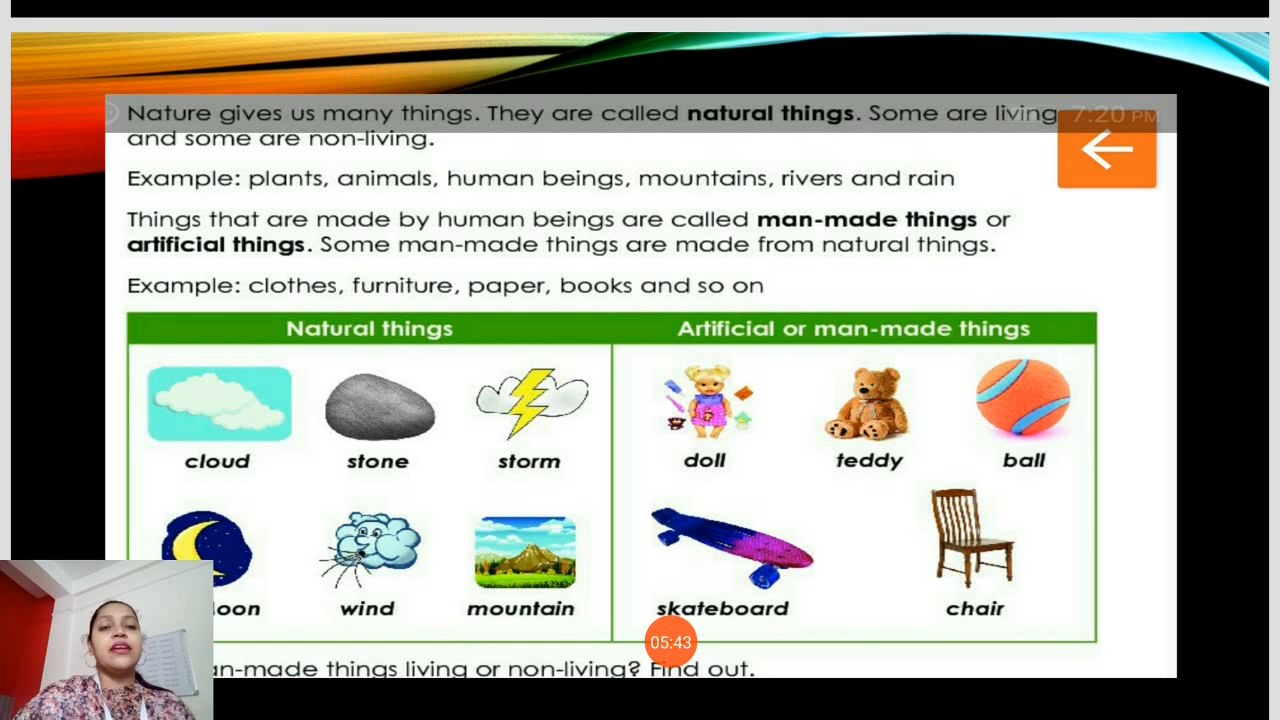 Nature gives us many things. They are called natural things. Some are living
7:20 PM
and some are non-living.
Example: plants, animals, human beings, mountains, rivers and rain
Things that are made by human beings are called man-made things or
artificial things. Some man-made things are made from natural things.
Example: clothes, furniture, paper, books and so on
Natural things Artificial or man-made things
cloud stone storm doll teddy ball
oon wind mountain skateboard chair
05:43
an-made things living or non-living? Find out.